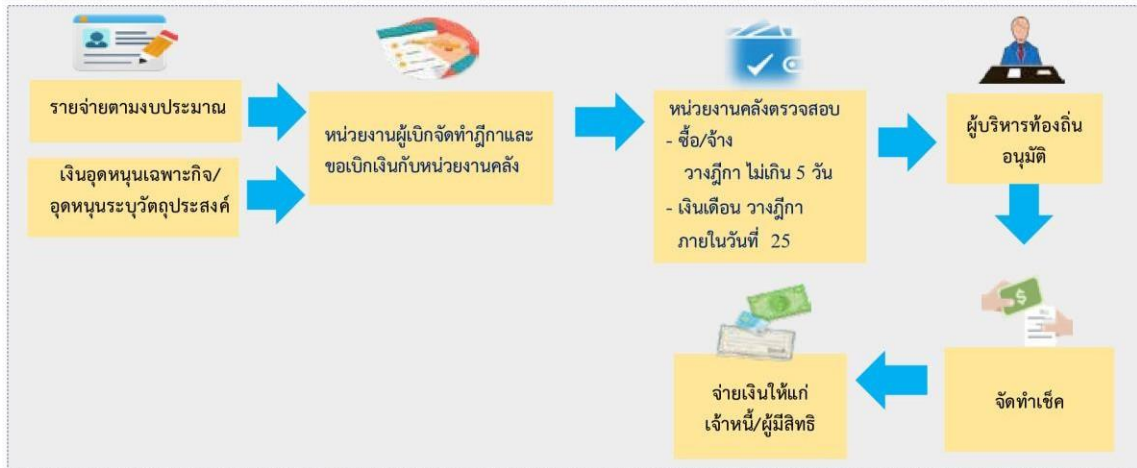 รายจ่ายตามงบประมาณ
เงินอุดหนุนเฉพาะกิจ/
อุดหนุนระบุวัตถุประสงค์
หน่วยงานผู้เบิกจัดทำฎีกาและ
ขอเบิกเงินกับหน่วยงานคลัง
หน่วยงานคลังตรวจสอบ
- ซื้อ/จ้าง
วางฎีกา ไม่เกิน 5 วัน
- เงินเดือน วางฎีกา
ภายในวันที่ 25
ผู้บริหารท้องถิ่น
อนุมัติ
จัดทำเช็ค
จ่ายเงินให้แก่
เจ้าหนี้/ผู้มีสิทธิ